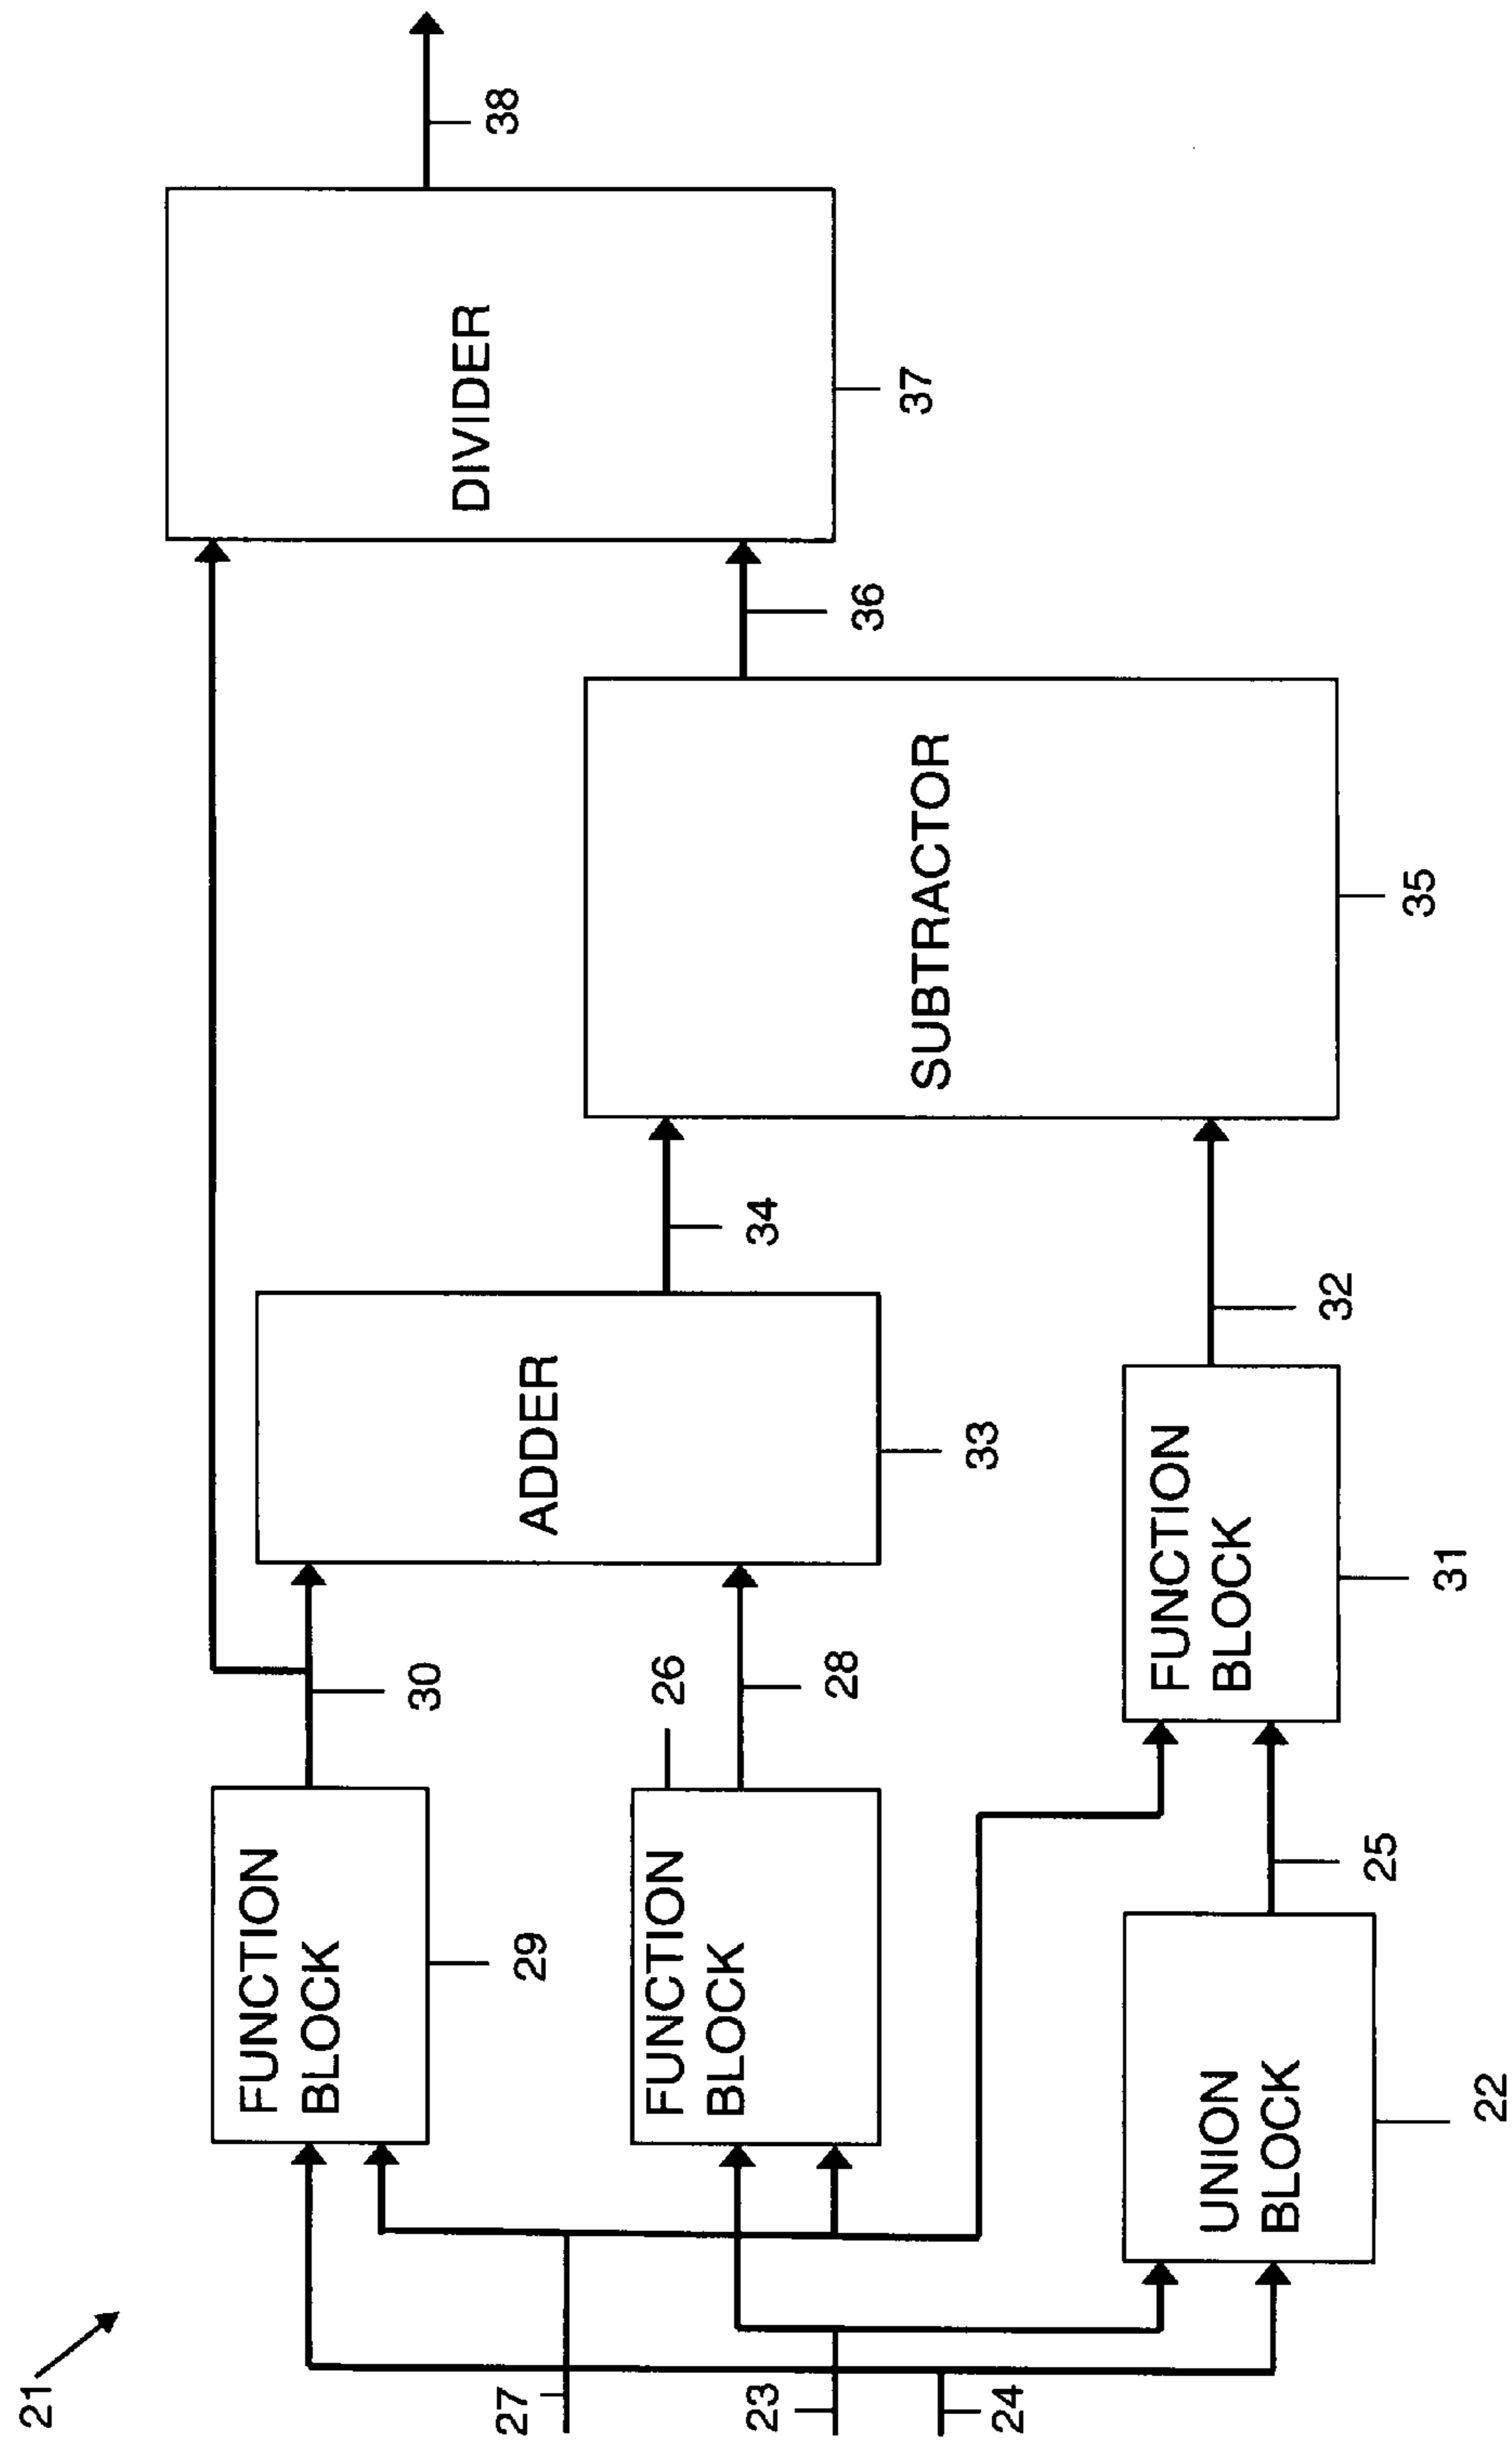 21
27
23
24
FUNCTION
BLOCK
29
FUNCTION
BLOCK
26
UNION
BLOCK
22
30
28
25
FUNCTION
BLOCK
31
ADDER
33
32
34
SUBTRACTOR
35
36
DIVIDER
37
38